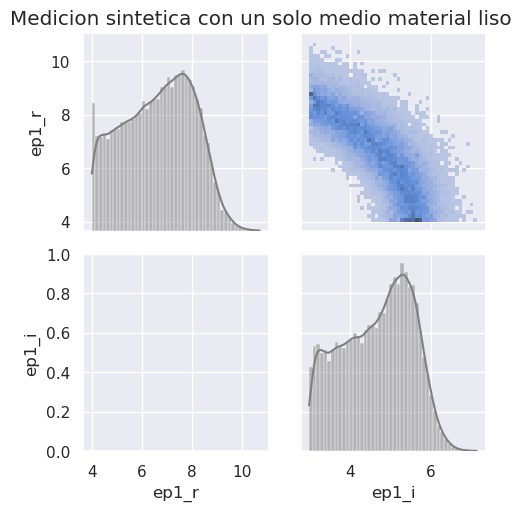 Medicion sintetica con un solo medio material liso
10
8
6
4
ep1_r
1.0
0.8
0.6
0.4
0.2
0.0
ep1_i
4 6 8 10
4 6
ep1_r ep1_i